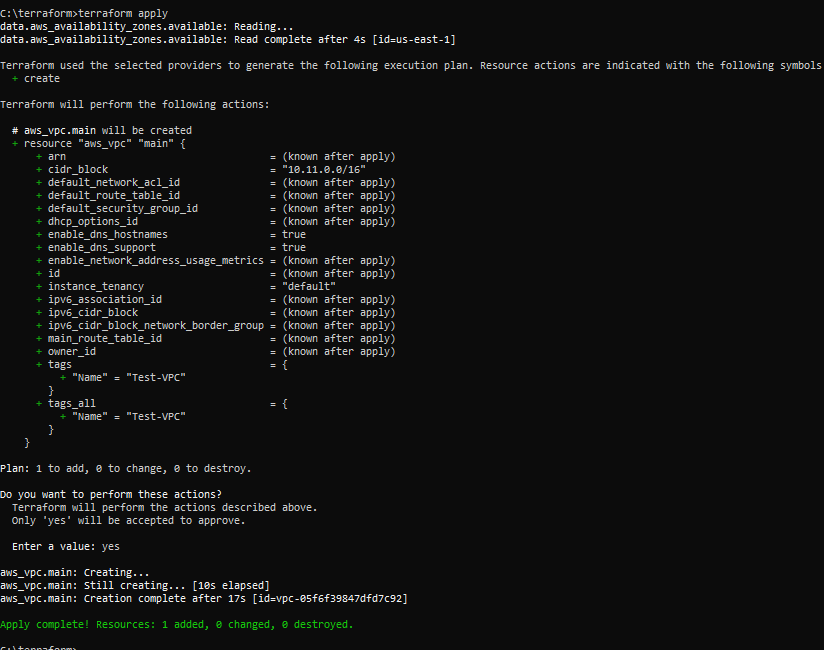 C:\terraform>terraform apply
data.aws_availability_zones.available: Reading...
data.aws_availability_zones.available: Read complete after 4s [id=us-east-1]
Terraform used the selected providers to generate the following execution plan. Resource actions are indicated with the following symbols
+ create
Terraform will perform the following actions:
# aws_vpc.main will be created
+ resource "aws_vpc" "main" {
+ arn = (known after apply)
+ cidr_block = "10.11.0.0/16"
+ default_network_acl_id = (known after apply)
+ default_route_table_id = (known after apply)
+ default_security_group_id = (known after apply)
+ dhcp_options_id = (known after apply)
+ enable_dns_hostnames = true
+ enable_dns_support = true
+ enable_network_address_usage_metrics = (known after apply)
+ id = (known after apply)
+ instance_tenancy = "default"
+ ipv6_association_id = (known after apply)
+ ipv6_cidr_block = (known after apply)
+ ipv6_cidr_block_network_border_group = (known after apply)
+ main_route_table_id = (known after apply)
+ owner_id = (known after apply)
+ tags = {
+ "Name" = "Test-VPC"
}
+ tags_all = {
+ "Name" = "Test-VPC"
}
}
Plan: 1 to add, 0 to change, 0 to destroy.
Do you want to perform these actions?
Terraform will perform the actions described above.
Only 'yes' will be accepted to approve.
Enter a value: yes
aws_vpc.main: Creating...
aws_vpc.main: Still creating... [10s elapsed]
aws_vpc.main: Creation complete after 17s [id=vpc-05f6f39847dfd7c92]
Apply complete! Resources: 1 added, 0 changed, 0 destroyed.
C:\terraform>